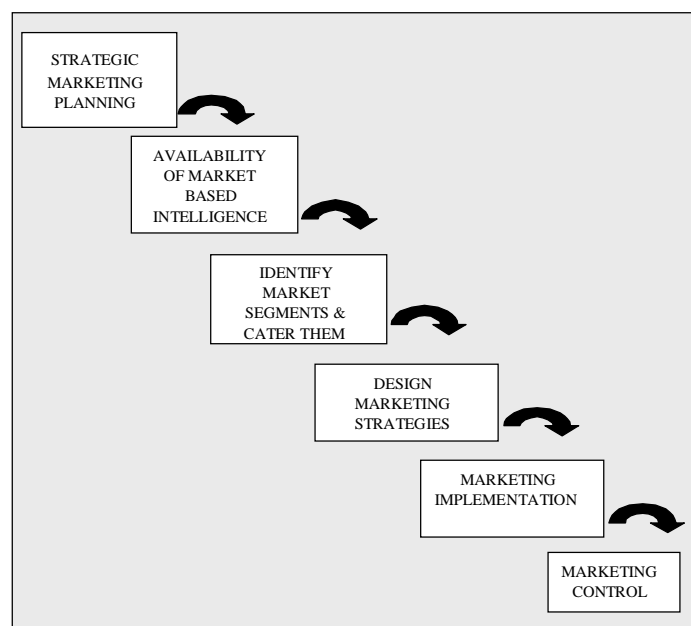 STRATEGIC
MARKETING
PLANNING
AVAILABILITY
OF MARKET
BASED
INTELLIGENCE
IDENTIFY
MARKET
SEGMENTS &
CATER THEM
DESIGN
MARKETING
STRATEGIES
MARKETING
IMPLEMENTATION
MARKETING
CONTROL